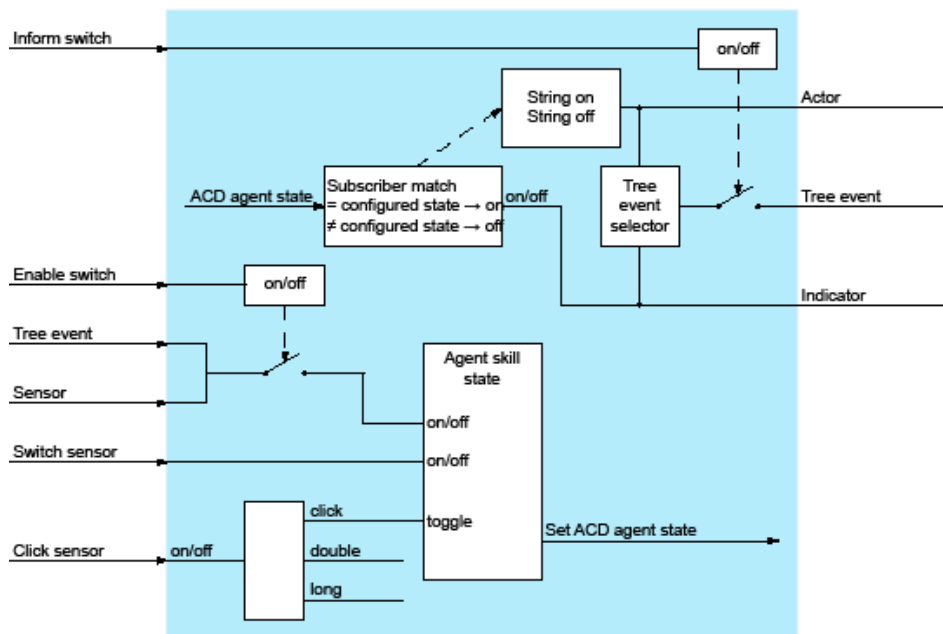 Inform switch
on/off
String on
String off
Actor
ACD agent state
Subscriber match
= configured state → on
≠ configured state → off
on/off
Tree
event
selector
Tree event
Enable switch
on/off
Indicator
Tree event
Sensor
Agent skill
state
on/off
Switch sensor
on/off
click
toggle
Set ACD agent state
Click sensor
on/off
double
long